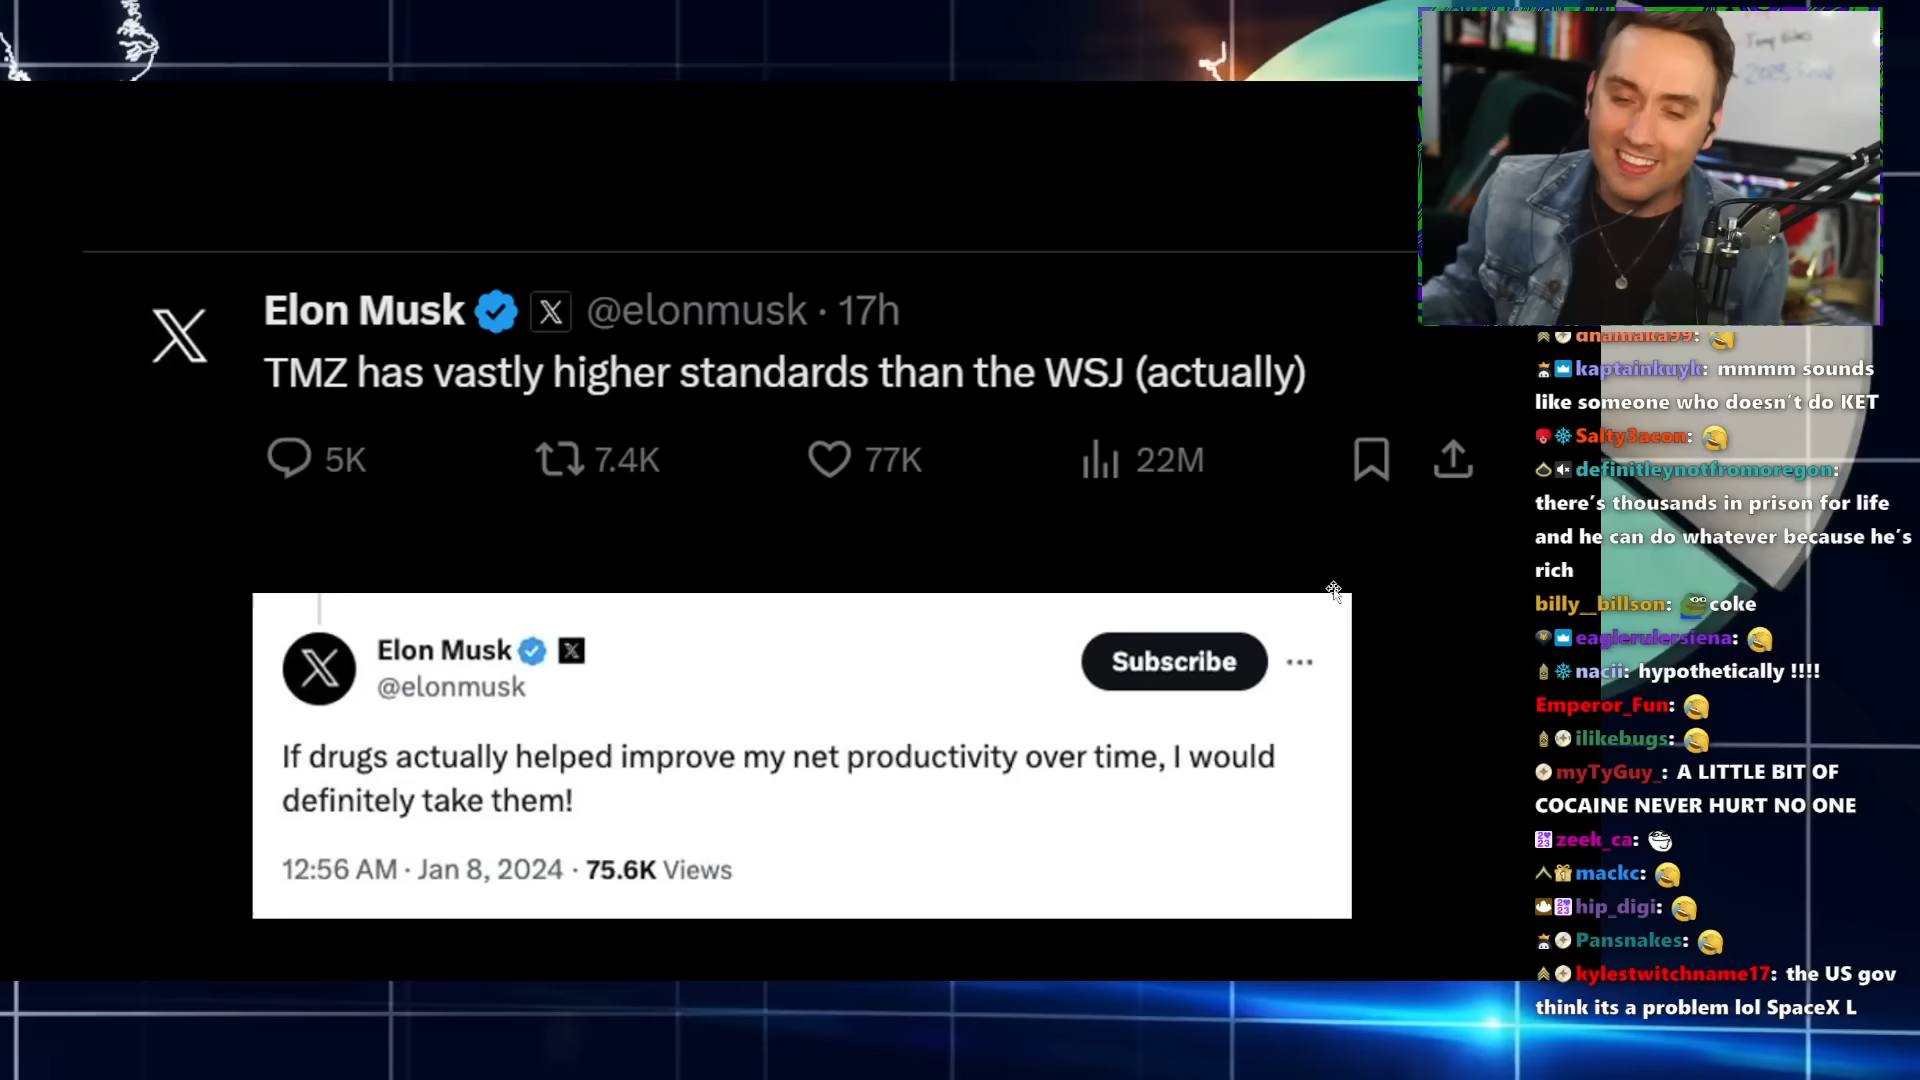 Elon Musk @elonmusk · 17h
TMZ has vastly higher standards than the WSJ (actually)
5K 7.4K 77K 22M
Elon Musk
@elonmusk
Subscribe
If drugs actually helped improve my net productivity over time, I would
definitely take them!
12:56 AM · Jan 8, 2024 · 75.6K Views
dhamaka99:
kaptainkuyk: mmmm sounds
like someone who doesn't do KET
Salty3acon:
definitleynotfromoregon:
there's thousands in prison for life
and he can do whatever because he's
rich
billy__billson: coke
eaglerulersiena:
nacii: hypothetically !!!!
Emperor_Fun:
ilikebugs:
myTyGuy_: A LITTLE BIT OF
COCAINE NEVER HURT NO ONE
zeek_ca:
mackc:
hip_digi:
Pansnakes:
kylestwitchname17: the US gov
think its a problem lol SpaceX L